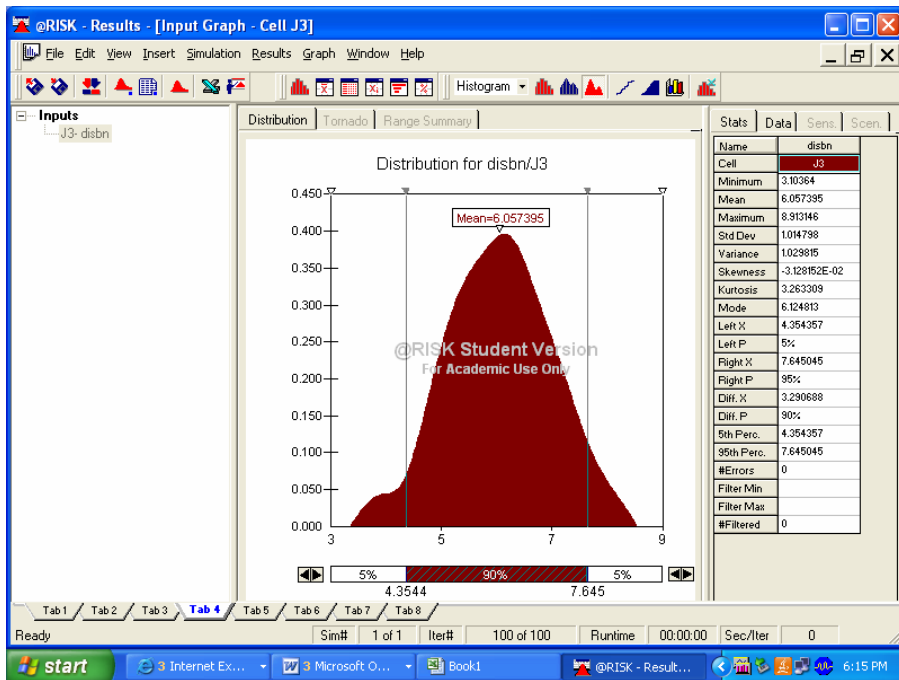 @RISK - Results - [Input Graph - Cell J3]
File Edit View Insert Simulation Results Graph Window Help
Histogram
Inputs
J3- disbn
Distribution Tornado Range Summary
Distribution for disbn/J3
Mean=6.057395
0.450
0.400
0.350
0.300
0.250
0.200
0.150
0.100
0.050
0.000
@RISK Student Version
For Academic Use Only
3 5 7 9
5% 90% 5%
4.3544 7.645
Stats Data Sens. Scen.
Name disbn
Cell J3
Minimum 3.10364
Mean 6.057395
Maximum 8.913146
Std Dev 1.014798
Variance 1.029815
Skewness -3.128152E-02
Kurtosis 3.263309
Mode 6.124813
Left X 4.354357
Left P 5%
Right X 7.645045
Right P 95%
Diff. X 3.290688
Diff. P 90%
5th Perc. 4.354357
95th Perc. 7.645045
#Errors 0
Filter Min
Filter Max
#Filtered 0
Tab 1 Tab 2 Tab 3 Tab 4 Tab 5 Tab 6 Tab 7 Tab 8
Ready Sim# 1 of 1 Iter# 100 of 100 Runtime 00:00:00 Sec/Iter 0
start 3 Internet Ex... 3 Microsoft O... Book1 @RISK - Result... 6:15 PM